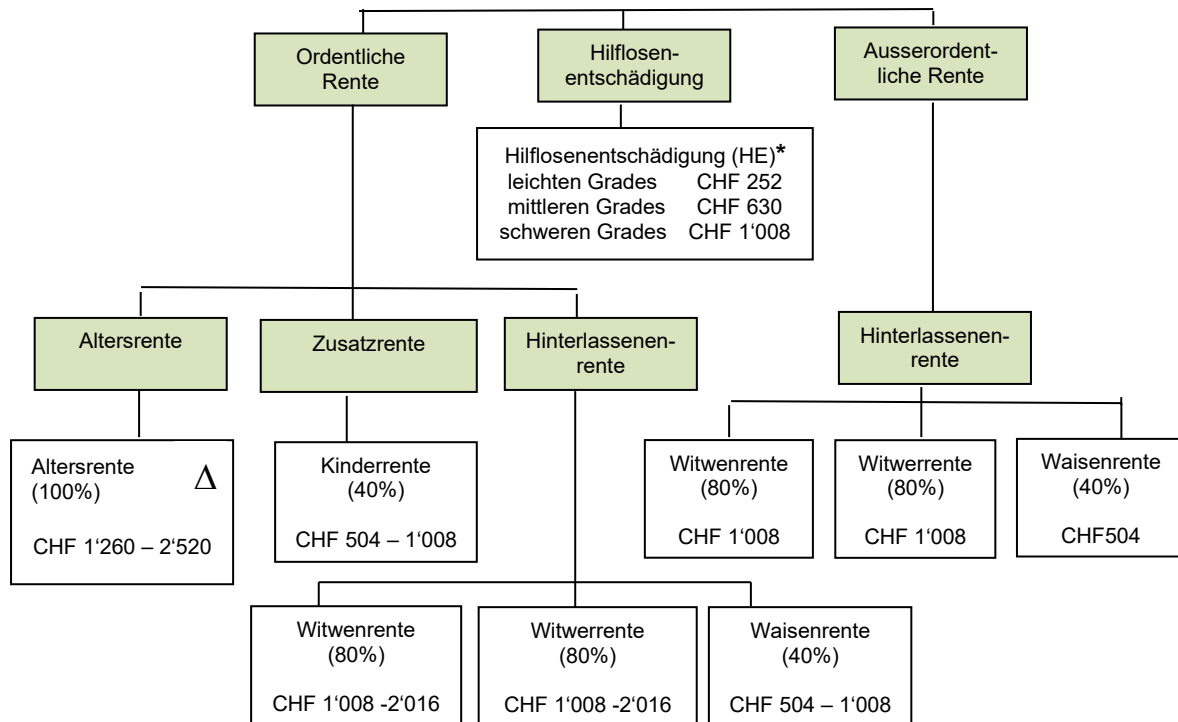 Ordentliche
Rente
Hilflosen-
entschädigung
Ausserordent-
liche Rente
Hilflosenentschädigung (HE)*
leichten Grades CHF 252
mittleren Grades CHF 630
schweren Grades CHF 1‘008
Altersrente
Zusatzrente
Hinterlassenen-
rente
Hinterlassenen-
rente
Altersrente
(100%) Δ
CHF 1‘260 – 2‘520
Kinderrente
(40%)
CHF 504 – 1‘008
Witwenrente
(80%)
CHF 1‘008
Witwerrente
(80%)
CHF 1‘008
Waisenrente
(40%)
CHF504
Witwenrente
(80%)
CHF 1‘008 -2‘016
Witwerrente
(80%)
CHF 1‘008 -2‘016
Waisenrente
(40%)
CHF 504 – 1‘008